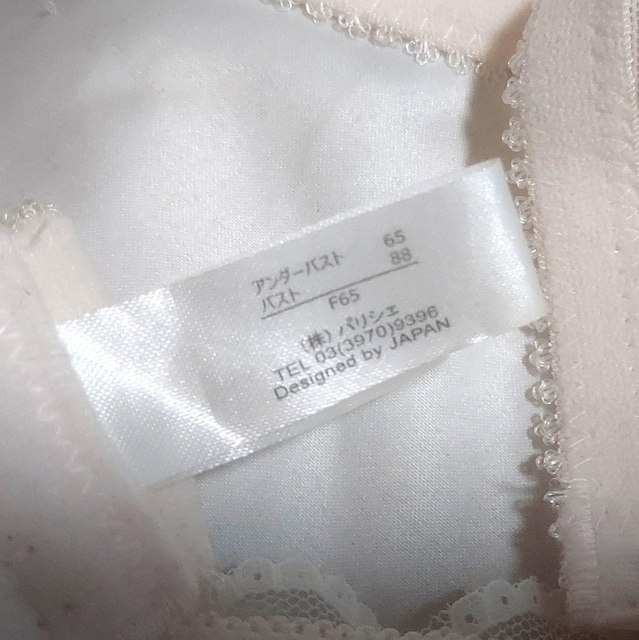 アンダーバスト 65
バスト 88
F65
(株) パリシェ
TEL 03(3970)9396
Designed by JAPAN